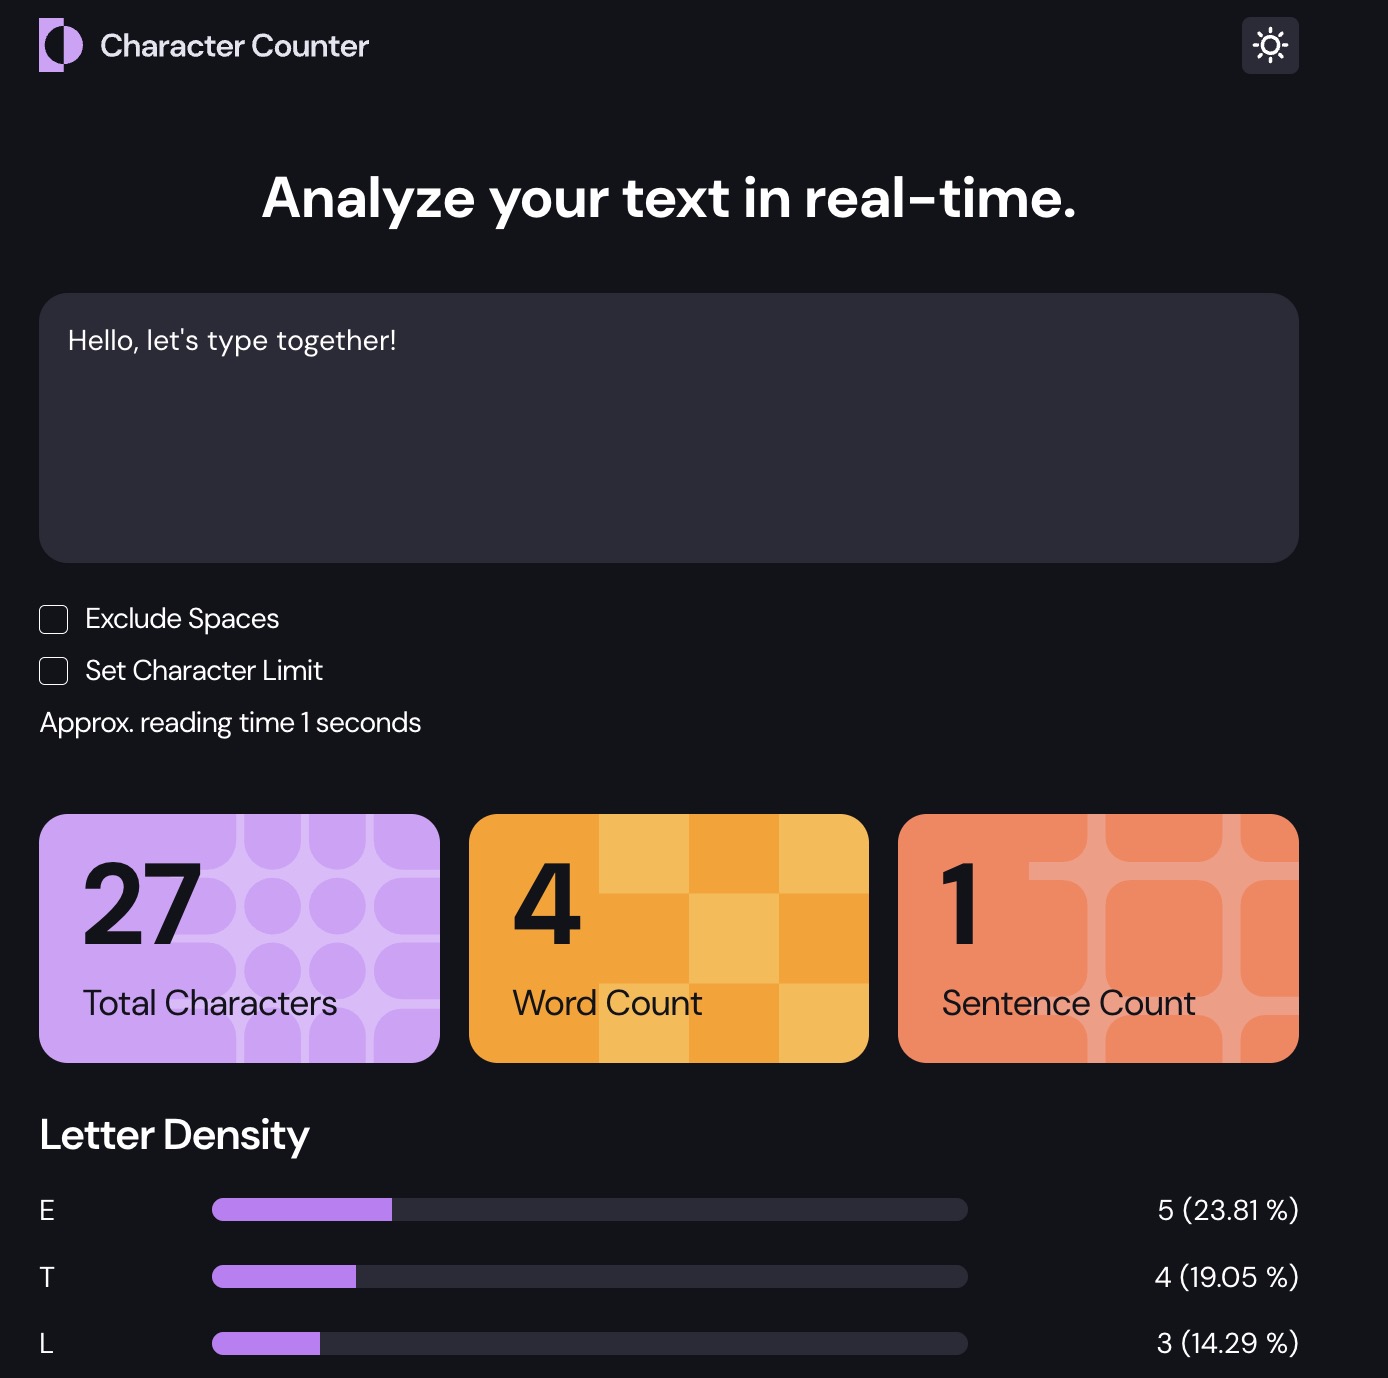 Character Counter
Analyze your text in real-time.
Hello, let's type together!
Exclude Spaces
Set Character Limit
Approx. reading time 1 seconds
27
Total Characters
4
Word Count
1
Sentence Count
Letter Density
E 5 (23.81 %)
T 4 (19.05 %)
L 3 (14.29 %)